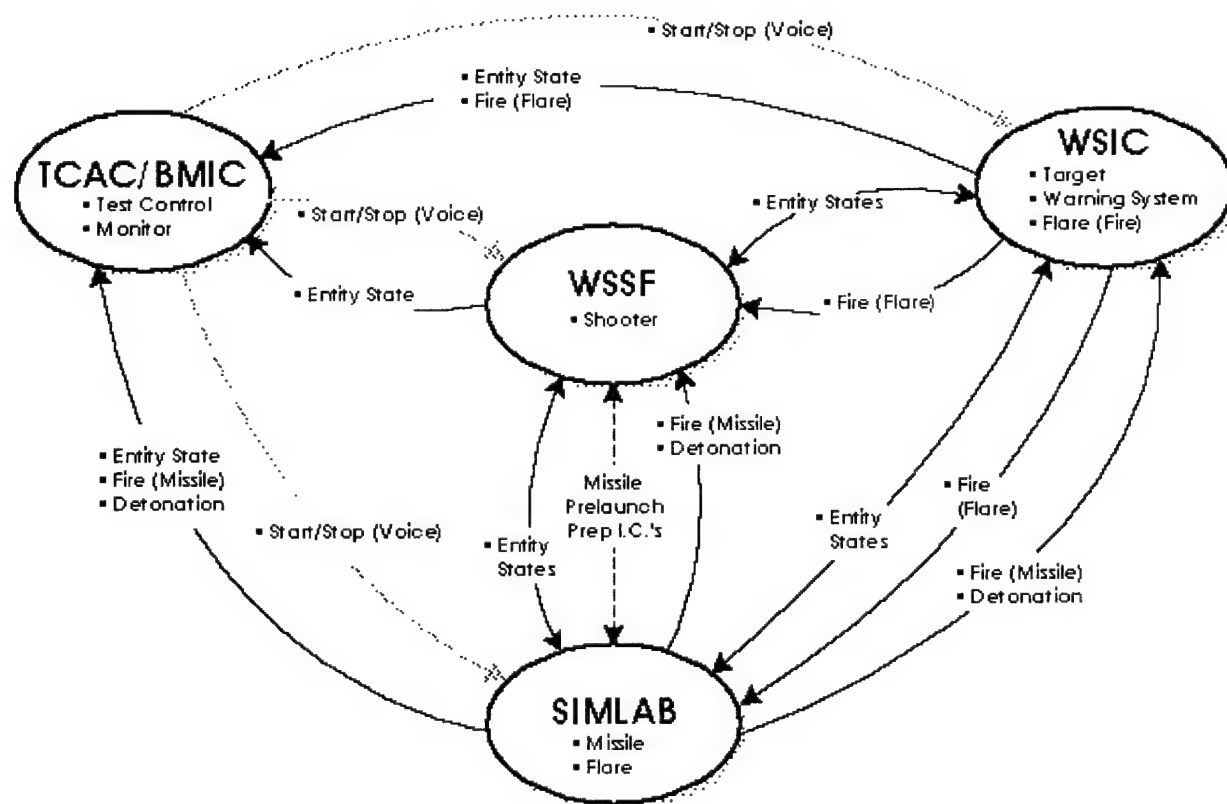 ▪ Start/Stop (Voice)
▪ Entity State
▪ Fire (Flare)
TCAC/BMIC
▪ Test Control
▪ Monitor
WSIC
▪ Target
▪ Warning System
▪ Flare (Fire)
▪ Start/Stop (Voice)
▪ Entity States
▪ Entity State
WSSF
▪ Shooter
▪ Fire (Flare)
▪ Entity State
▪ Fire (Missile)
▪ Detonation
▪ Fire (Missile)
▪ Detonation
Missile
Prelaunch
Prep I.C.'s
▪ Entity
States
▪ Start/Stop (Voice)
▪ Fire
(Flare)
▪ Entity
States
▪ Fire (Missile)
▪ Detonation
SIMLAB
▪ Missile
▪ Flare